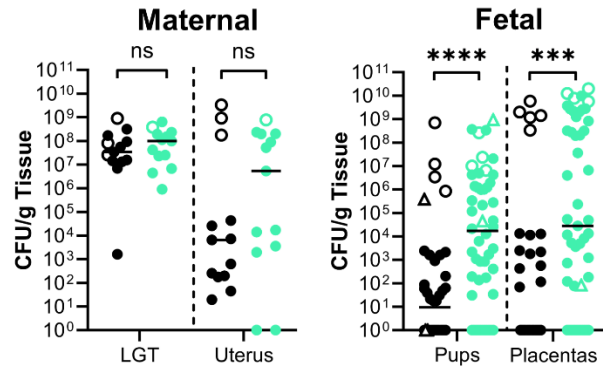 Maternal
ns
ns
CFU/g Tissue
10¹¹
10¹⁰
10⁹
10⁸
10⁷
10⁶
10⁵
10⁴
10³
10²
10¹
10⁰
LGT
Uterus
Fetal
****
***
CFU/g Tissue
10¹¹
10¹⁰
10⁹
10⁸
10⁷
10⁶
10⁵
10⁴
10³
10²
10¹
10⁰
Pups
Placentas